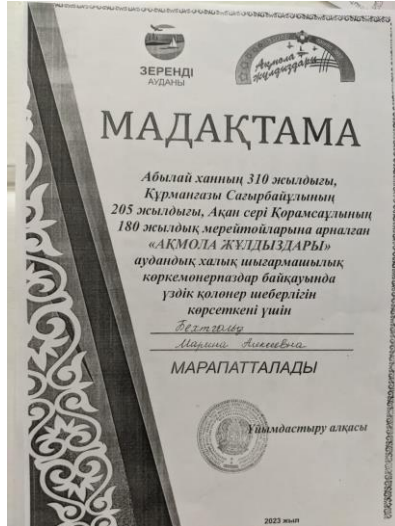 ЗЕРЕНДІ
АУДАНЫ
Ақмола
жұлдыздары
МАДАҚТАМА
Абылай ханның 310 жылдығы,
Құрманғазы Сағырбайұлының
205 жылдығы, Ақан сері Қорамсаұлының
180 жылдық мерейтойларына арналған
«АҚМОЛА ЖҰЛДЫЗДАРЫ»
аудандық халық шығармашылық
көркемөнерпаздар байқауында
үздік қолөнер шеберлігін
көрсеткені үшін
Бехтгольд
Марина Алексеевна
МАРАПАТТАЛАДЫ
Ұйымдастыру алқасы
2023 жыл